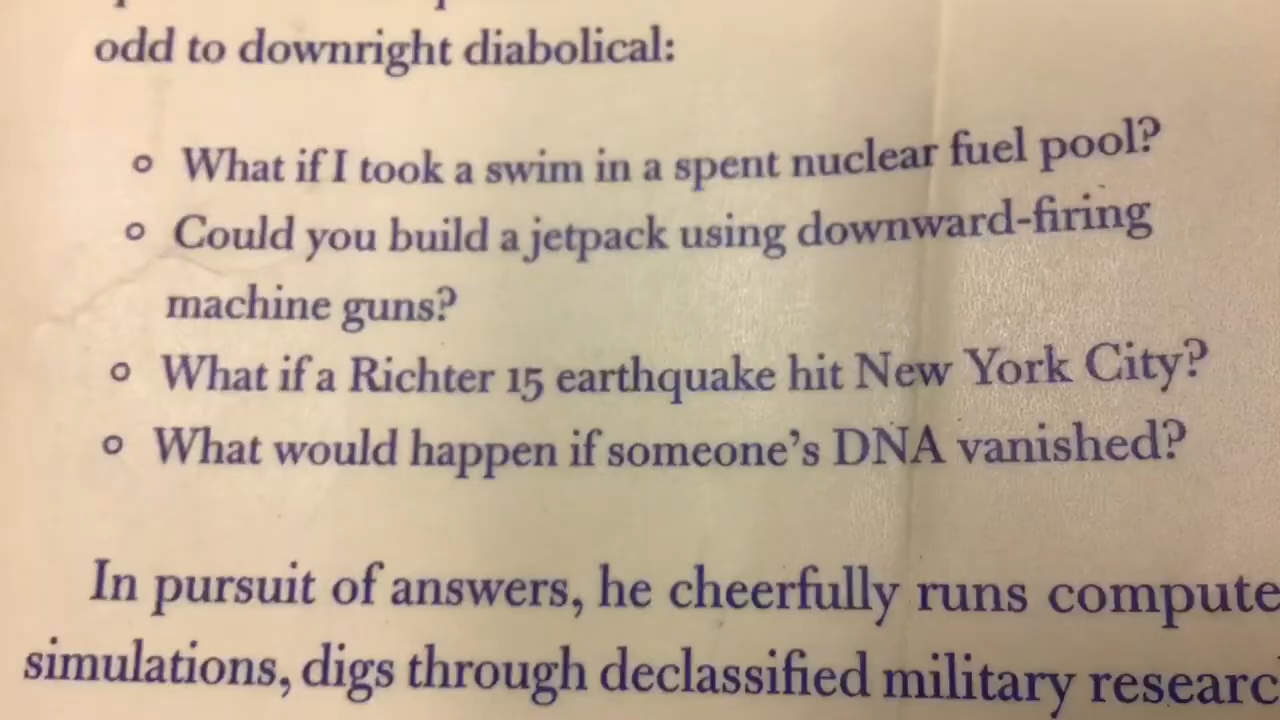 odd to downright diabolical:
What if I took a swim in a spent nuclear fuel pool?
Could you build a jetpack using downward-firing
machine guns?
What if a Richter 15 earthquake hit New York City?
What would happen if someone's DNA vanished?
In pursuit of answers, he cheerfully runs compute
simulations, digs through declassified military researc